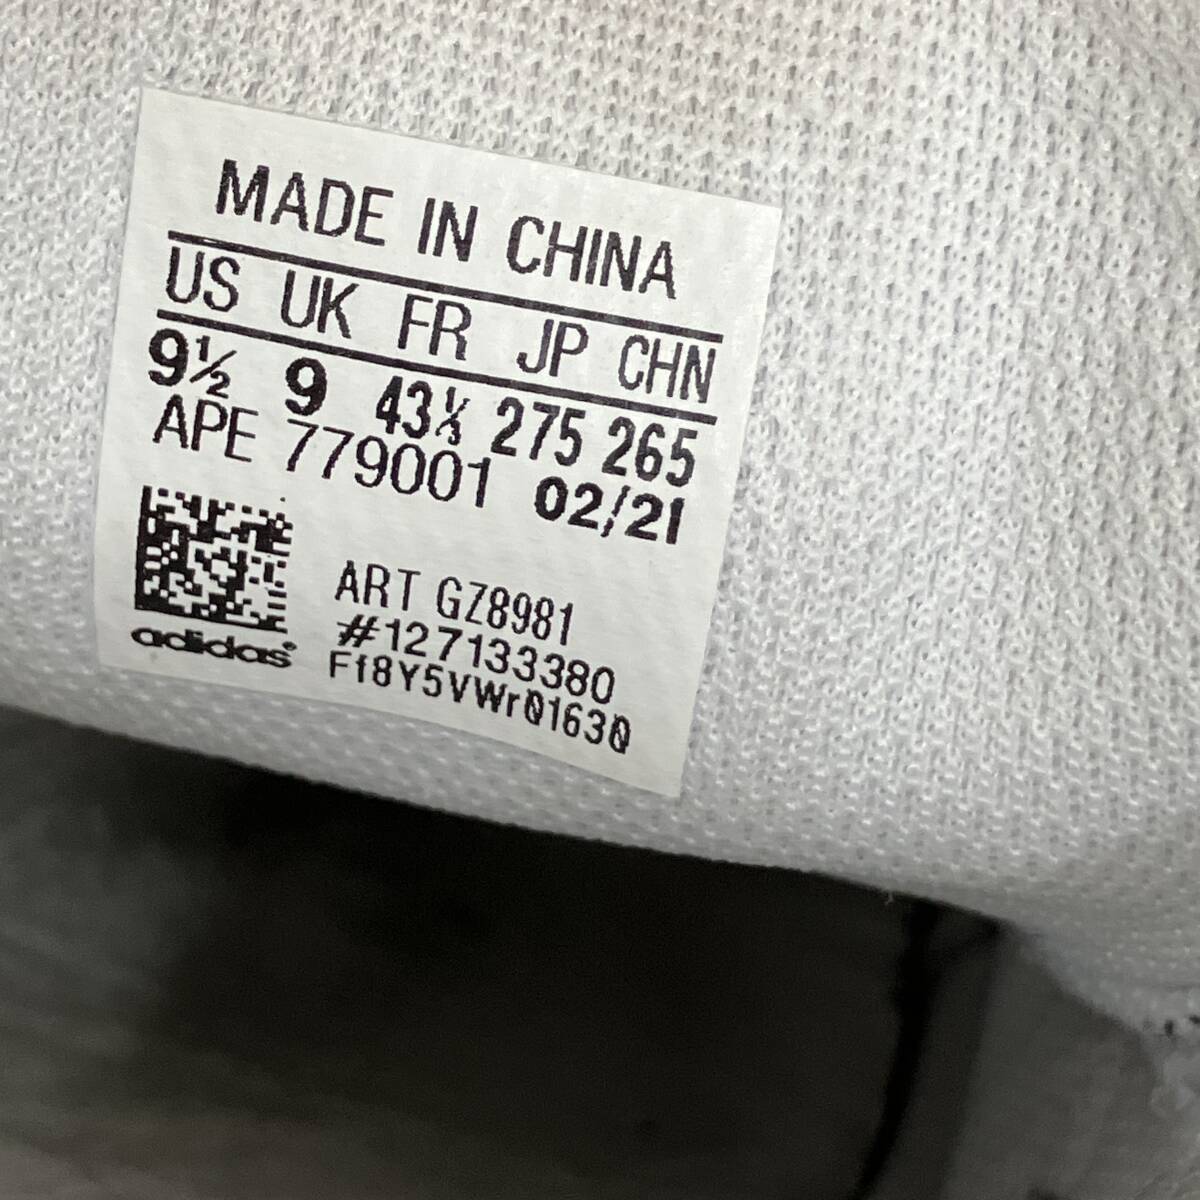 MADE IN CHINA
US UK FR JP CHN
9½ 9 43⅓ 275 265
APE 779001 02/21
ART GZ8981
#127133380
Ff8Y5VWr01630
adidas